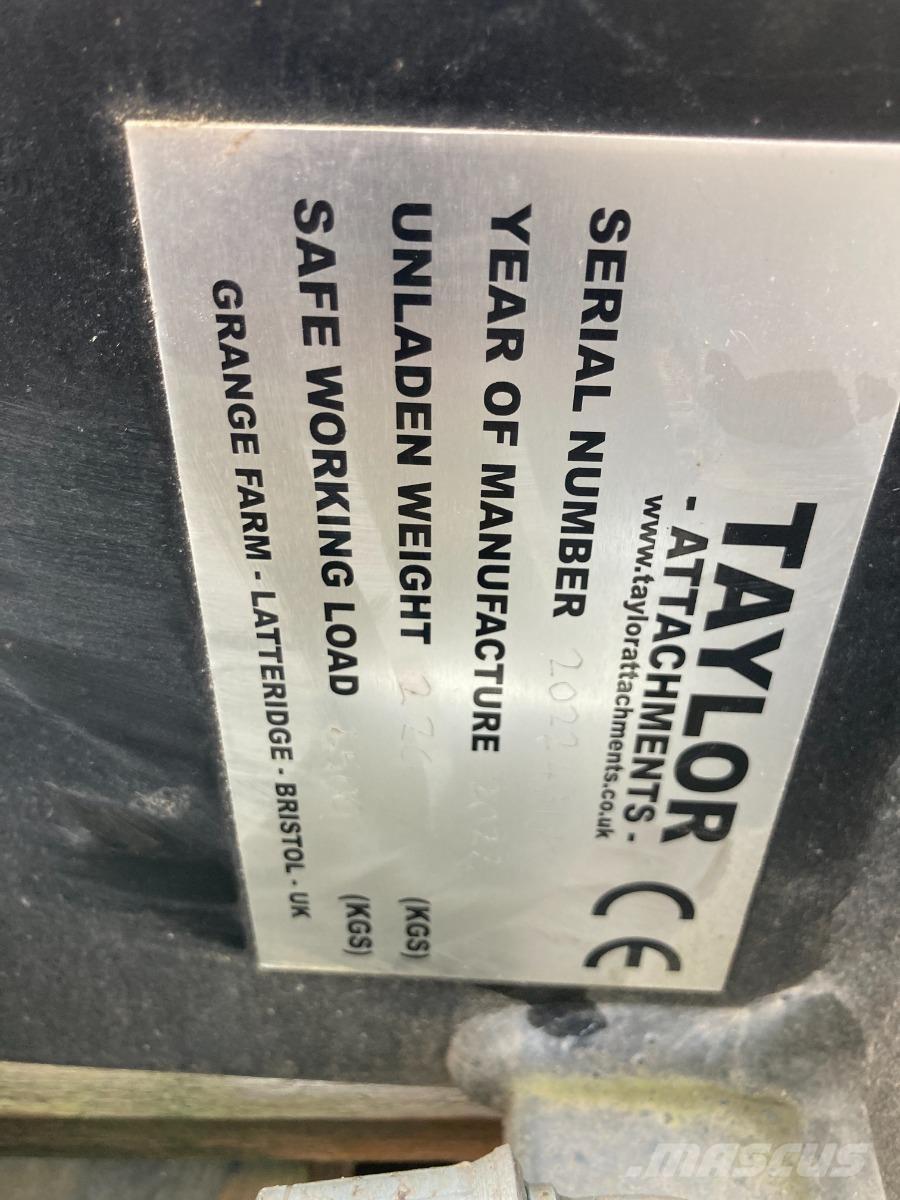 TAYLOR
- ATTACHMENTS -
www.taylorattachments.co.uk
CE
SERIAL NUMBER
YEAR OF MANUFACTURE 2022
UNLADEN WEIGHT (KGS)
SAFE WORKING LOAD (KGS)
GRANGE FARM - LATTERIDGE - BRISTOL - UK
MASCUS